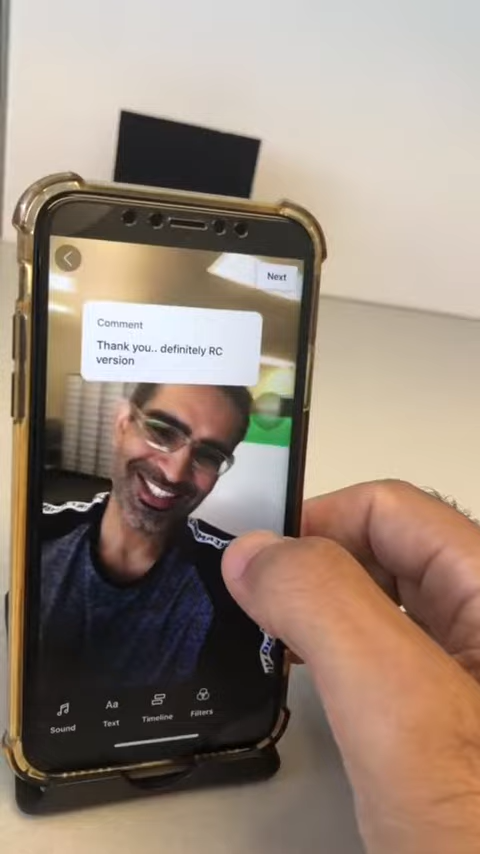 Next
Comment
Thank you.. definitely RC
version
Sound
Aa
Text
Timeline
Filters